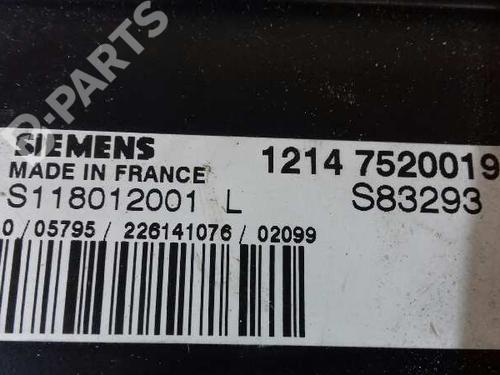 B-PARTS
SIEMENS 1214 7520019
MADE IN FRANCE
S118012001 L S83293
0/05795/226141076/02099